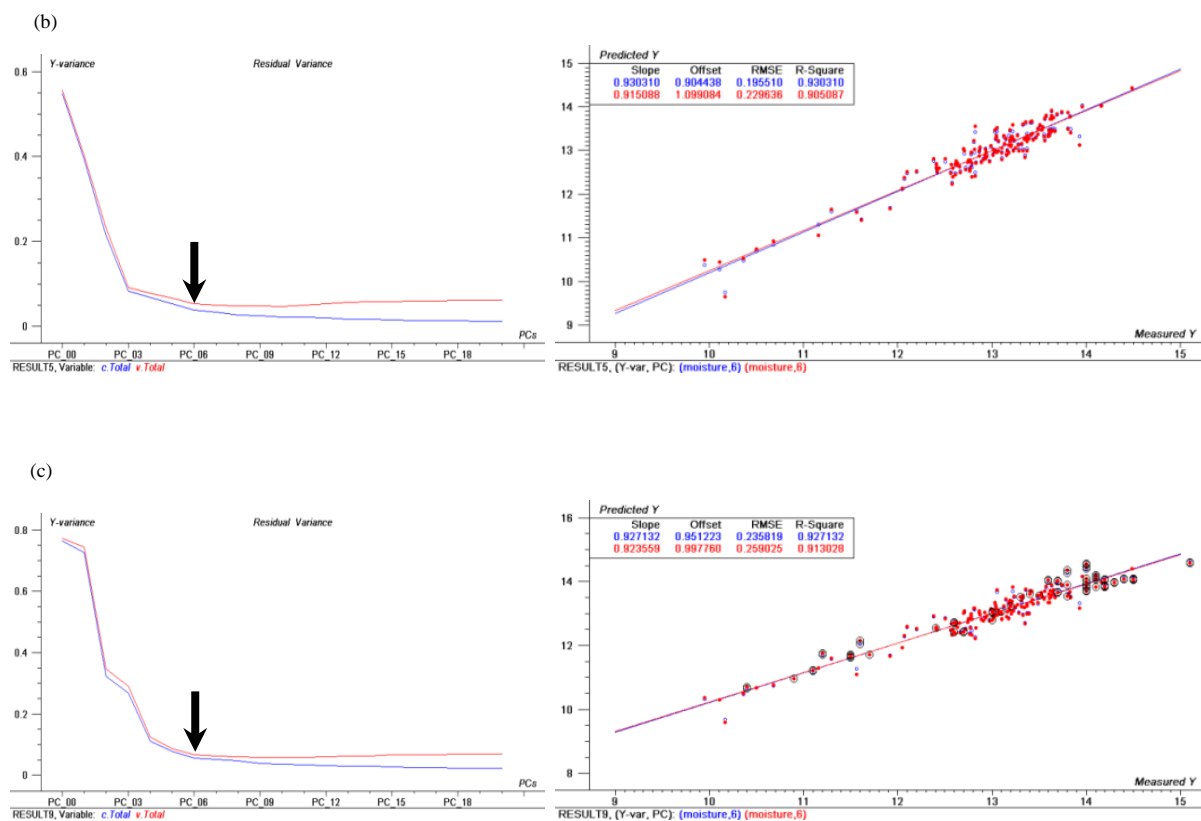 (b)
Y-variance Residual Variance
0.6
0.4
0.2
0
PCs
PC_00 PC_03 PC_06 PC_09 PC_12 PC_15 PC_18
RESULT5, Variable: c.Total v.Total
Predicted Y
15
14
13
12
11
10
9
Slope Offset RMSE R-Square
0.930310 0.904438 0.195510 0.930310
0.915088 1.099084 0.229636 0.905087
Measured Y
9 10 11 12 13 14 15
RESULT5, (Y-var, PC): (moisture,6) (moisture,6)
(c)
Y-variance Residual Variance
0.8
0.6
0.4
0.2
0
PCs
PC_00 PC_03 PC_06 PC_09 PC_12 PC_15 PC_18
RESULT9, Variable: c.Total v.Total
Predicted Y
16
14
12
10
8
Slope Offset RMSE R-Square
0.927132 0.951223 0.235819 0.927132
0.923559 0.997760 0.259025 0.913028
Measured Y
9 10 11 12 13 14 15
RESULT9, (Y-var, PC): (moisture,6) (moisture,6)